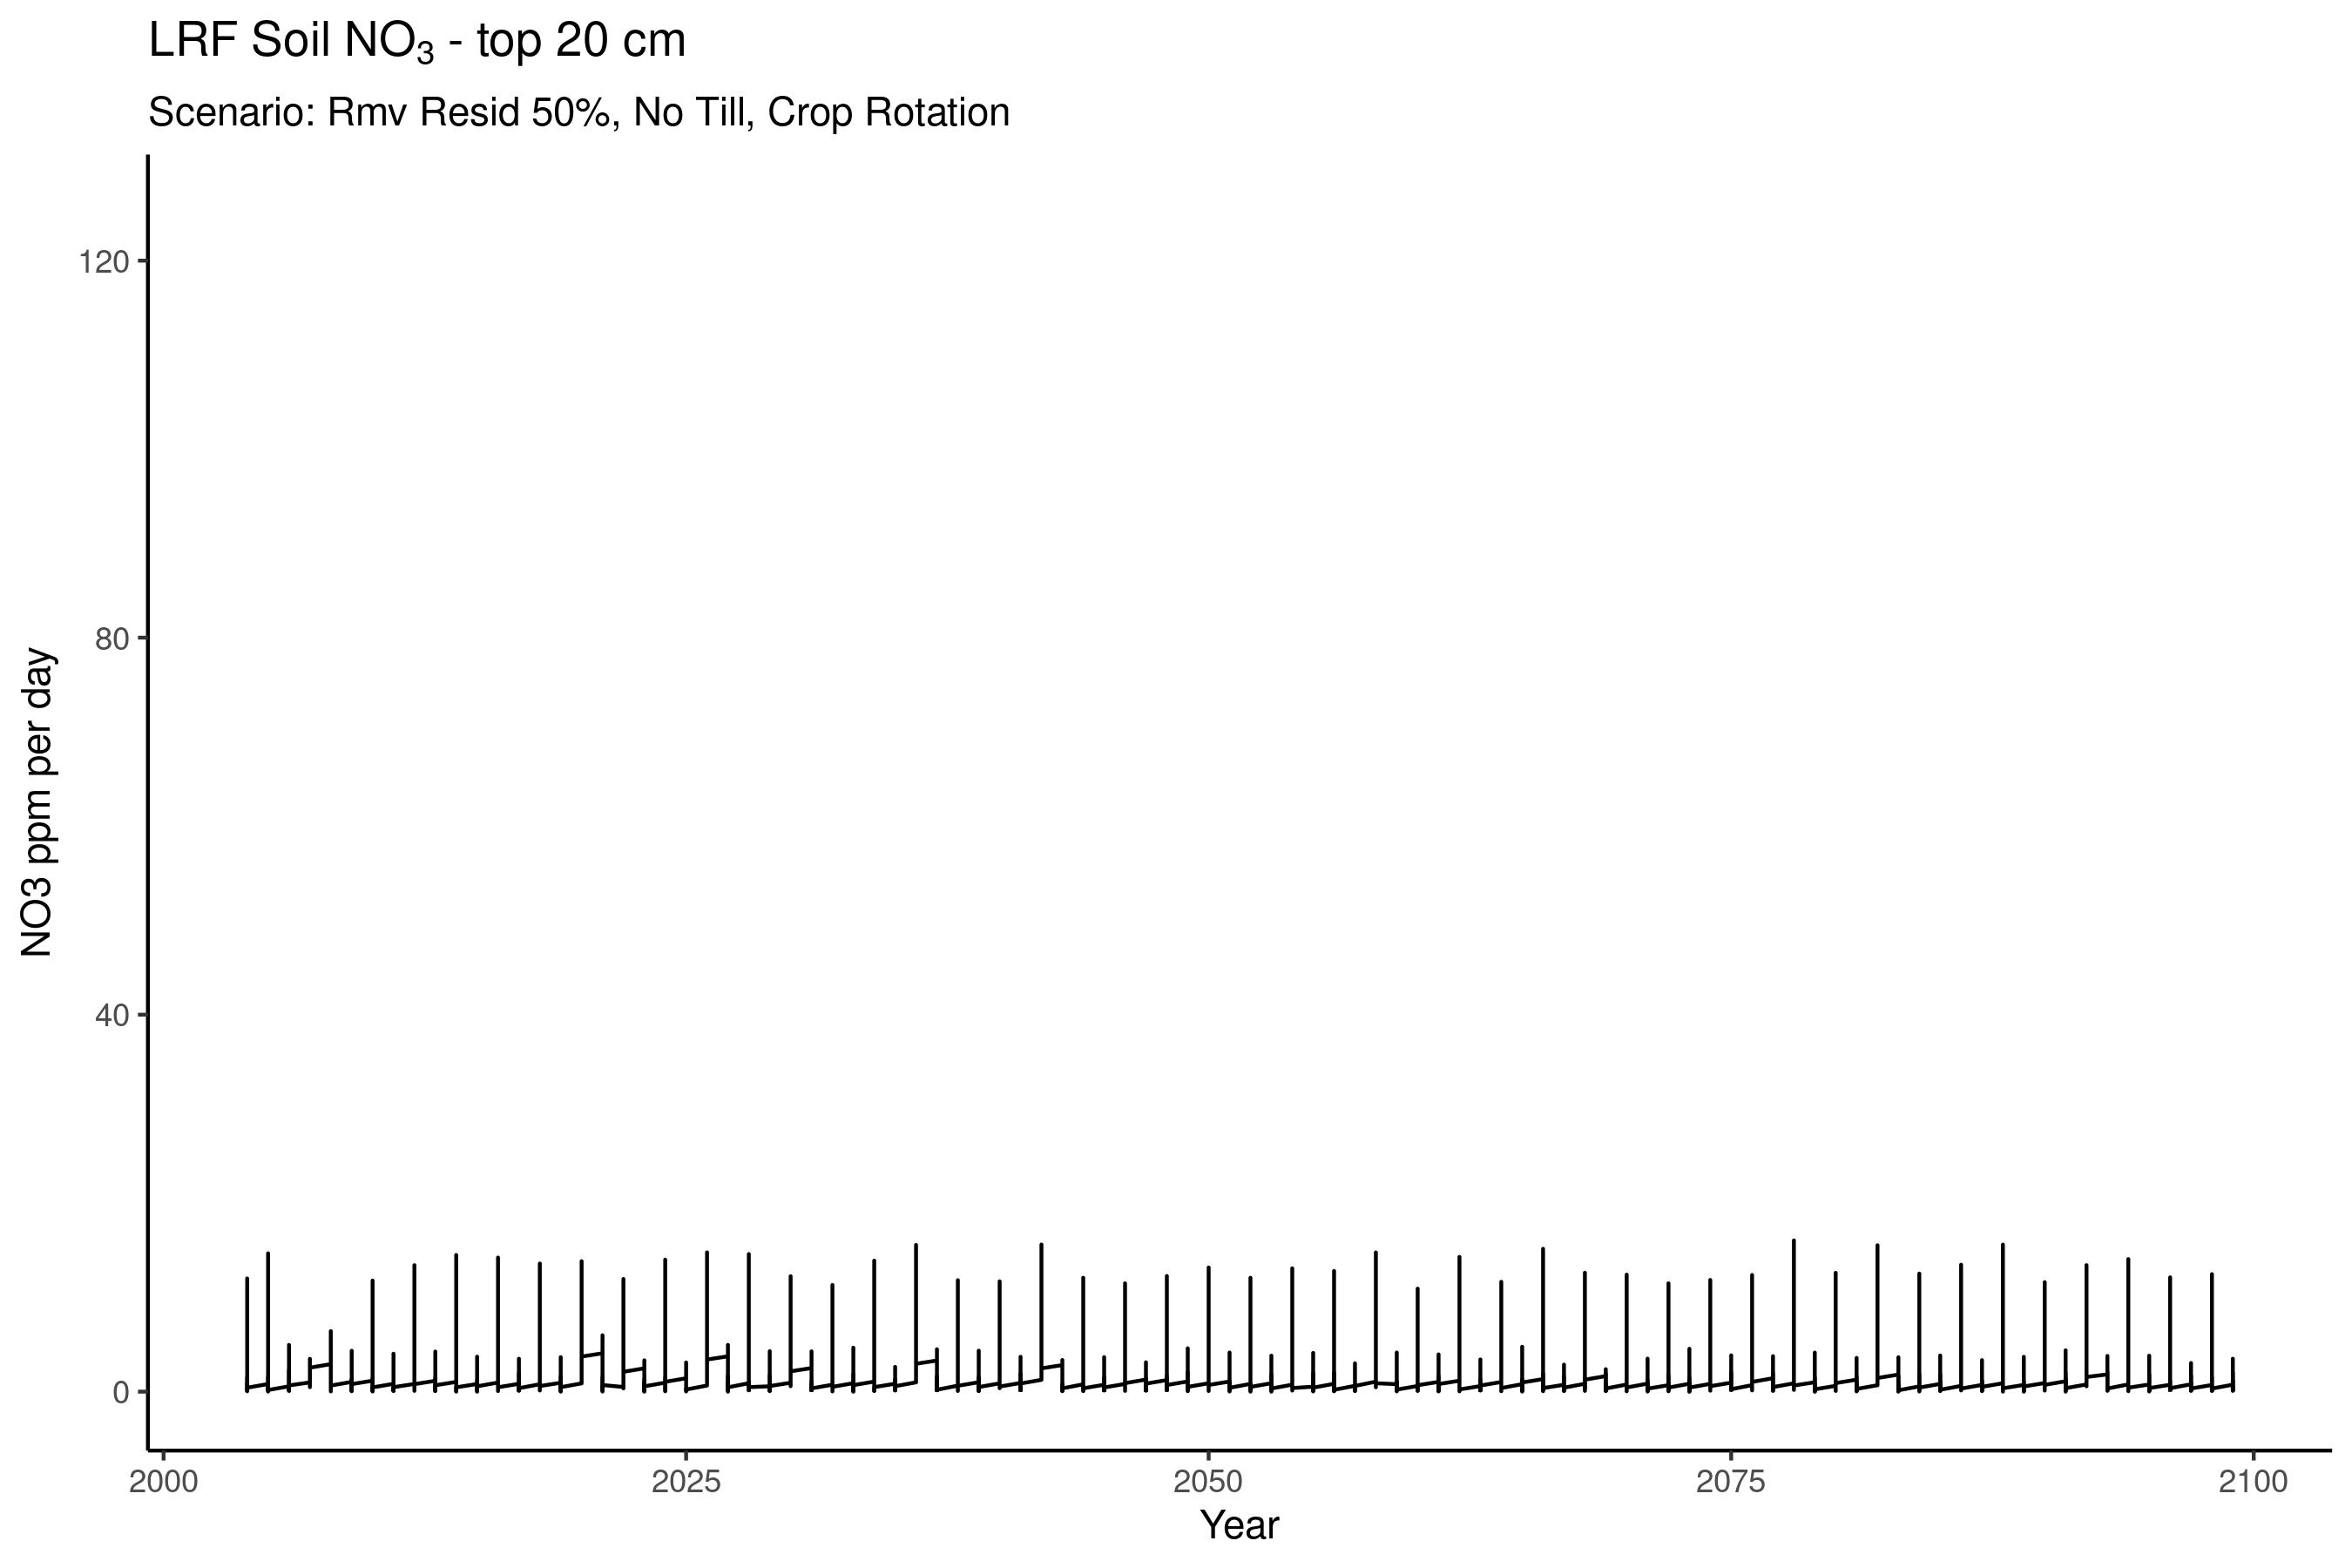 LRF Soil NO₃ - top 20 cm
Scenario: Rmv Resid 50%, No Till, Crop Rotation
NO3 ppm per day
120
80
40
0
2000 2025 2050 2075 2100
Year